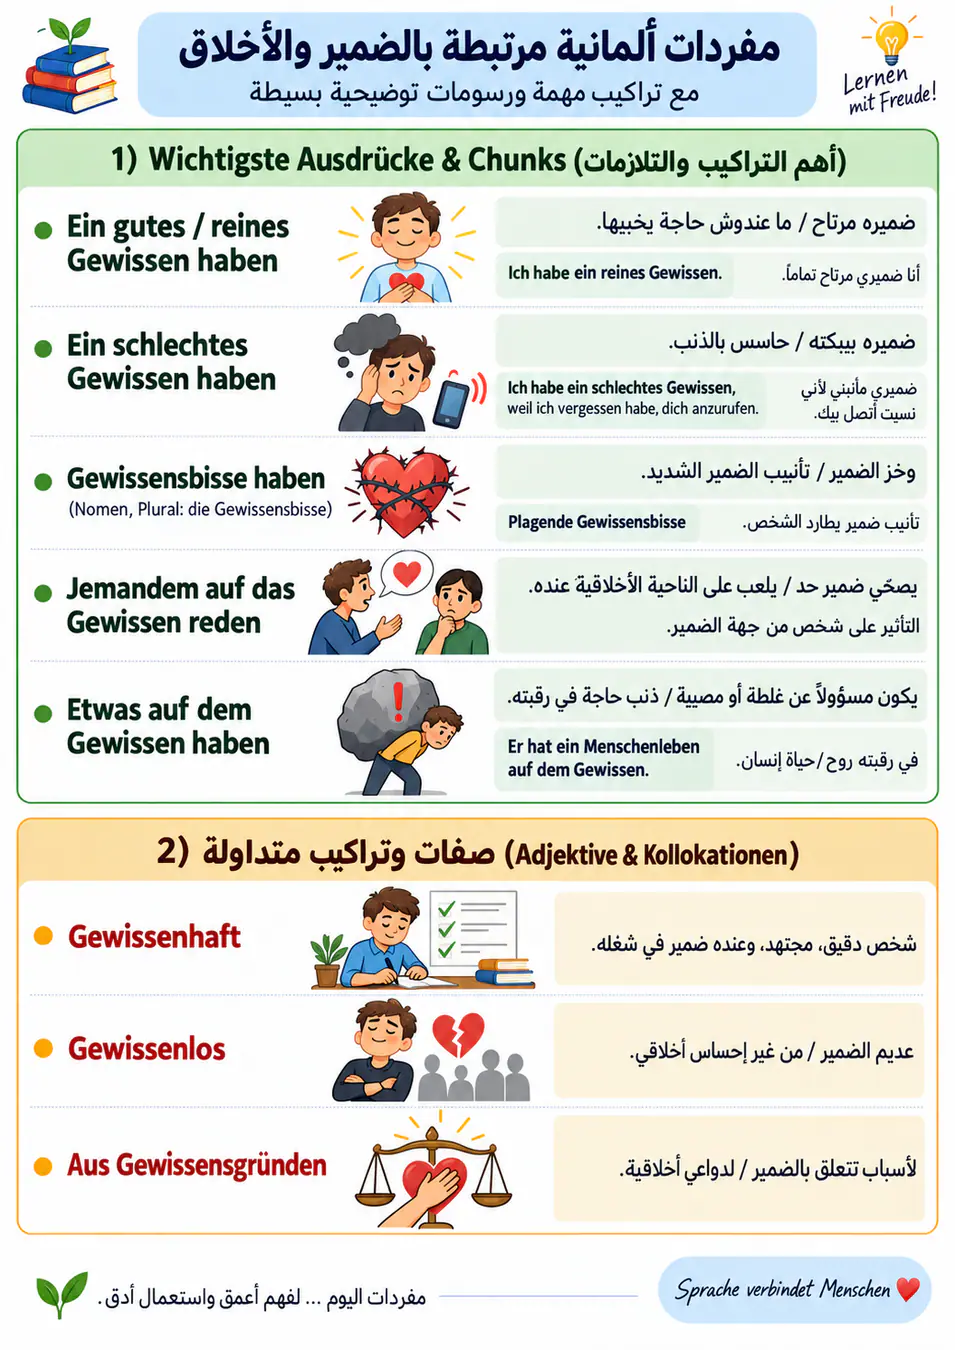 مفردات ألمانية مرتبطة بالضمير والأخلاق
مع تراكيب مهمة ورسومات توضيحية بسيطة
Lernen
mit Freude!
1) Wichtigste Ausdrücke & Chunks (أهم التراكيب والتلازمات)
Ein gutes / reines
Gewissen haben
ضميره مرتاح / ما عندوش حاجة يخبيها.
Ich habe ein reines Gewissen.
أنا ضميري مرتاح تماماً.
Ein schlechtes
Gewissen haben
ضميره بيبكته / حاسس بالذنب.
Ich habe ein schlechtes Gewissen,
weil ich vergessen habe, dich anzurufen.
ضميري مأنبني لأني
نسيت أتصل بيك.
Gewissensbisse haben
(Nomen, Plural: die Gewissensbisse)
وخز الضمير / تأنيب الضمير الشديد.
Plagende Gewissensbisse
تأنيب ضمير يطارد الشخص.
Jemandem auf das
Gewissen reden
يصحّي ضمير حد / يلعب على الناحية الأخلاقية عنده.
التأثير على شخص من جهة الضمير.
Etwas auf dem
Gewissen haben
يكون مسؤولاً عن غلطة أو مصيبة / ذنب حاجة في رقبته.
Er hat ein Menschenleben
auf dem Gewissen.
في رقبته روح/حياة إنسان.
2) صفات وتراكيب متداولة (Adjektive & Kollokationen)
Gewissenhaft
شخص دقيق، مجتهد، وعنده ضمير في شغله.
Gewissenlos
عديم الضمير / من غير إحساس أخلاقي.
Aus Gewissensgründen
لأسباب تتعلق بالضمير / لدواعي أخلاقية.
مفردات اليوم ... لفهم أعمق واستعمال أدق.
Sprache verbindet Menschen ❤️